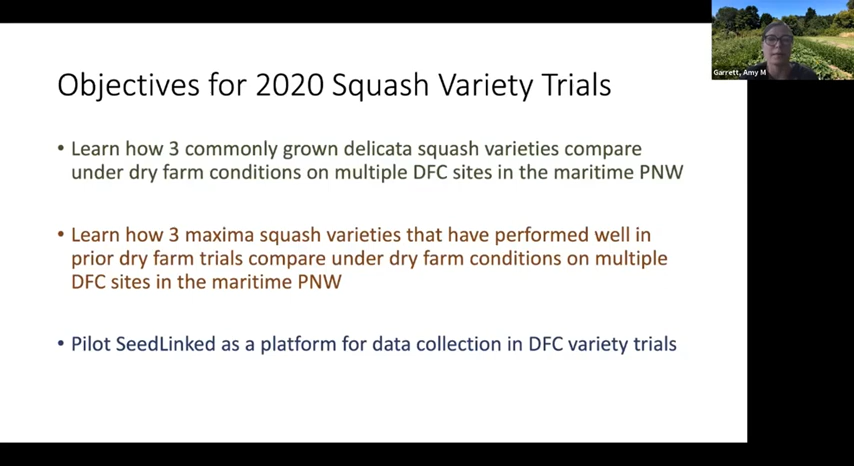 Garrett, Amy M
Objectives for 2020 Squash Variety Trials
• Learn how 3 commonly grown delicata squash varieties compare
under dry farm conditions on multiple DFC sites in the maritime PNW
• Learn how 3 maxima squash varieties that have performed well in
prior dry farm trials compare under dry farm conditions on multiple
DFC sites in the maritime PNW
• Pilot SeedLinked as a platform for data collection in DFC variety trials